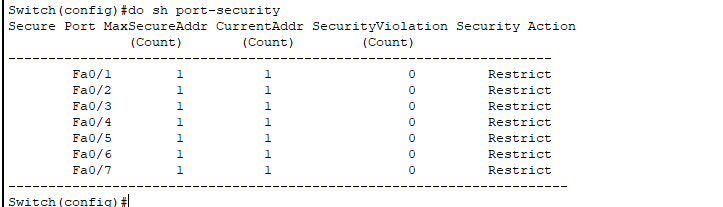 Switch(config)#do sh port-security
Secure Port MaxSecureAddr CurrentAddr SecurityViolation Security Action
(Count) (Count) (Count)
--------------------------------------------------------------------
Fa0/1 1 1 0 Restrict
Fa0/2 1 1 0 Restrict
Fa0/3 1 1 0 Restrict
Fa0/4 1 1 0 Restrict
Fa0/5 1 1 0 Restrict
Fa0/6 1 1 0 Restrict
Fa0/7 1 1 0 Restrict
----------------------------------------------------------------------
Switch(config)#